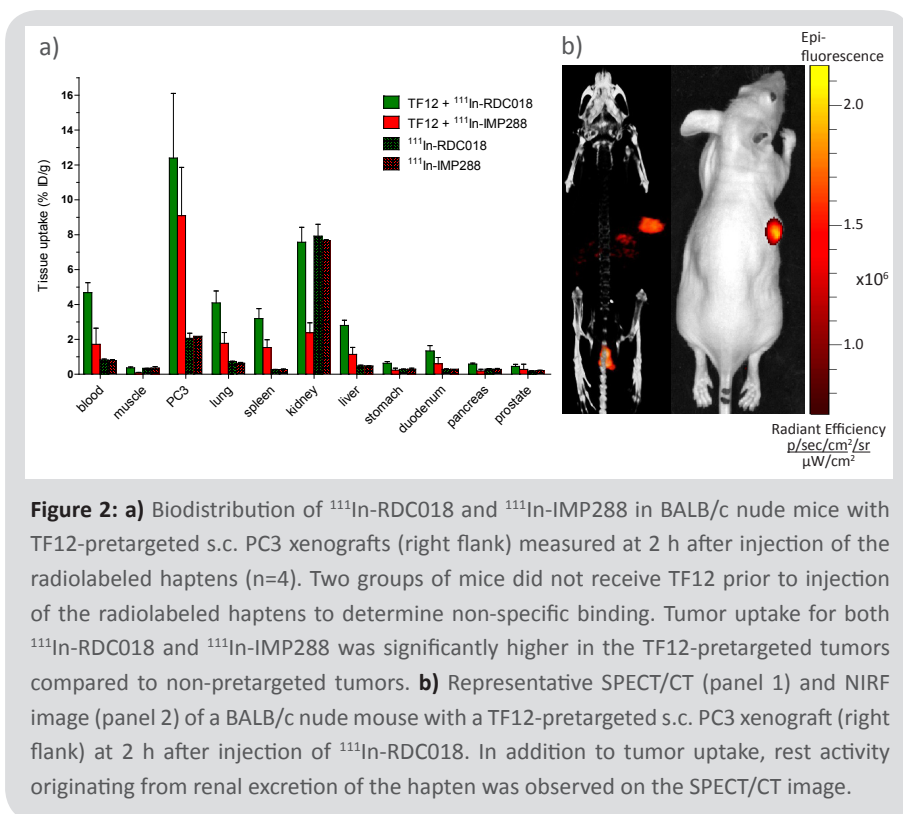 a)
16
14
12
10
8
6
4
2
0
Tissue uptake (% ID/g)
TF12 + ¹¹¹In-RDC018
TF12 + ¹¹¹In-IMP288
¹¹¹In-RDC018
¹¹¹In-IMP288
blood
muscle
PC3
lung
spleen
kidney
liver
stomach
duodenum
pancreas
prostate
b)
Epi-
fluorescence
2.0
1.5
x10⁶
1.0
Radiant Efficiency
p/sec/cm²/sr
µW/cm²
Figure 2: a) Biodistribution of ¹¹¹In-RDC018 and ¹¹¹In-IMP288 in BALB/c nude mice with
TF12-pretargeted s.c. PC3 xenografts (right flank) measured at 2 h after injection of the
radiolabeled haptens (n=4). Two groups of mice did not receive TF12 prior to injection
of the radiolabeled haptens to determine non-specific binding. Tumor uptake for both
¹¹¹In-RDC018 and ¹¹¹In-IMP288 was significantly higher in the TF12-pretargeted tumors
compared to non-pretargeted tumors. b) Representative SPECT/CT (panel 1) and NIRF
image (panel 2) of a BALB/c nude mouse with a TF12-pretargeted s.c. PC3 xenograft (right
flank) at 2 h after injection of ¹¹¹In-RDC018. In addition to tumor uptake, rest activity
originating from renal excretion of the hapten was observed on the SPECT/CT image.